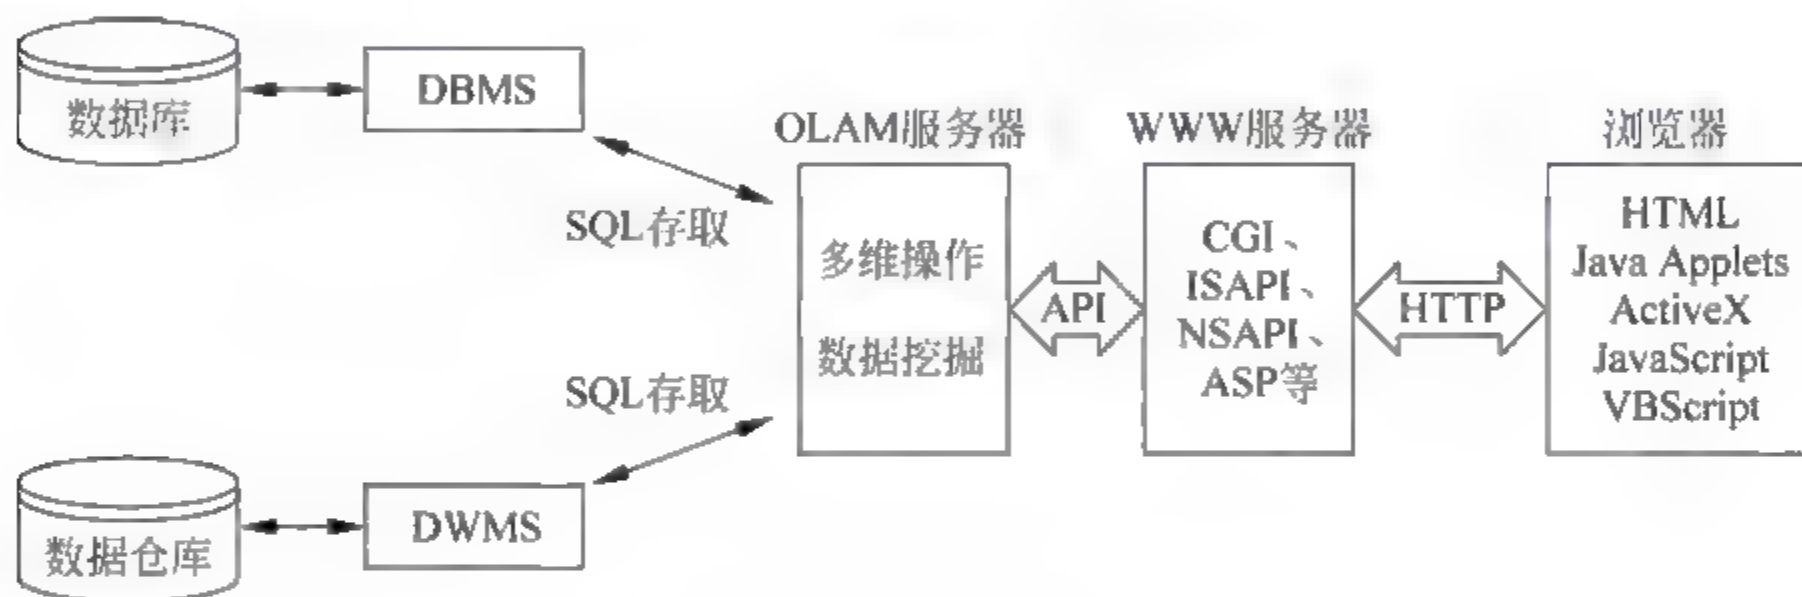 数据库
DBMS
SQL存取
SQL存取
数据仓库
DWMS
OLAM服务器
多维操作
数据挖掘
API
WWW服务器
CGI、
ISAPI、
NSAPI、
ASP等
HTTP
浏览器
HTML
Java Applets
ActiveX
JavaScript
VBScript